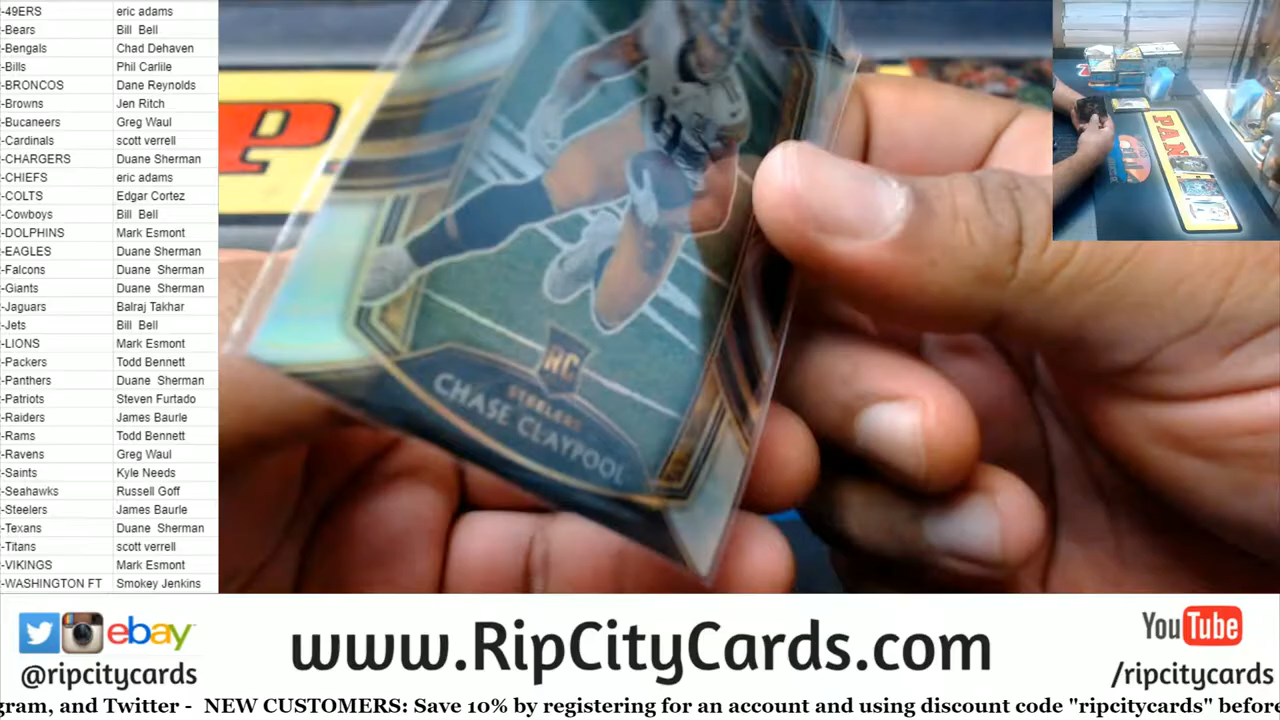 -49ERS eric adams
-Bears Bill Bell
-Bengals Chad Dehaven
-Bills Phil Carlile
-BRONCOS Dane Reynolds
-Browns Jen Ritch
-Bucaneers Greg Waul
-Cardinals scott verrell
-CHARGERS Duane Sherman
-CHIEFS eric adams
-COLTS Edgar Cortez
-Cowboys Bill Bell
-DOLPHINS Mark Esmont
-EAGLES Duane Sherman
-Falcons Duane Sherman
-Giants Duane Sherman
-Jaguars Balraj Takhar
-Jets Bill Bell
-LIONS Mark Esmont
-Packers Todd Bennett
-Panthers Duane Sherman
-Patriots Steven Furtado
-Raiders James Baurle
-Rams Todd Bennett
-Ravens Greg Waul
-Saints Kyle Needs
-Seahawks Russell Goff
-Steelers James Baurle
-Texans Duane Sherman
-Titans scott verrell
-VIKINGS Mark Esmont
-WASHINGTON FT Smokey Jenkins
P
RC
STEELERS
CHASE CLAYPOOL
PAN
ebay
@ripcitycards
www.RipCityCards.com
YouTube
/ripcitycards
gram, and Twitter - NEW CUSTOMERS: Save 10% by registering for an account and using discount code "ripcitycards" before